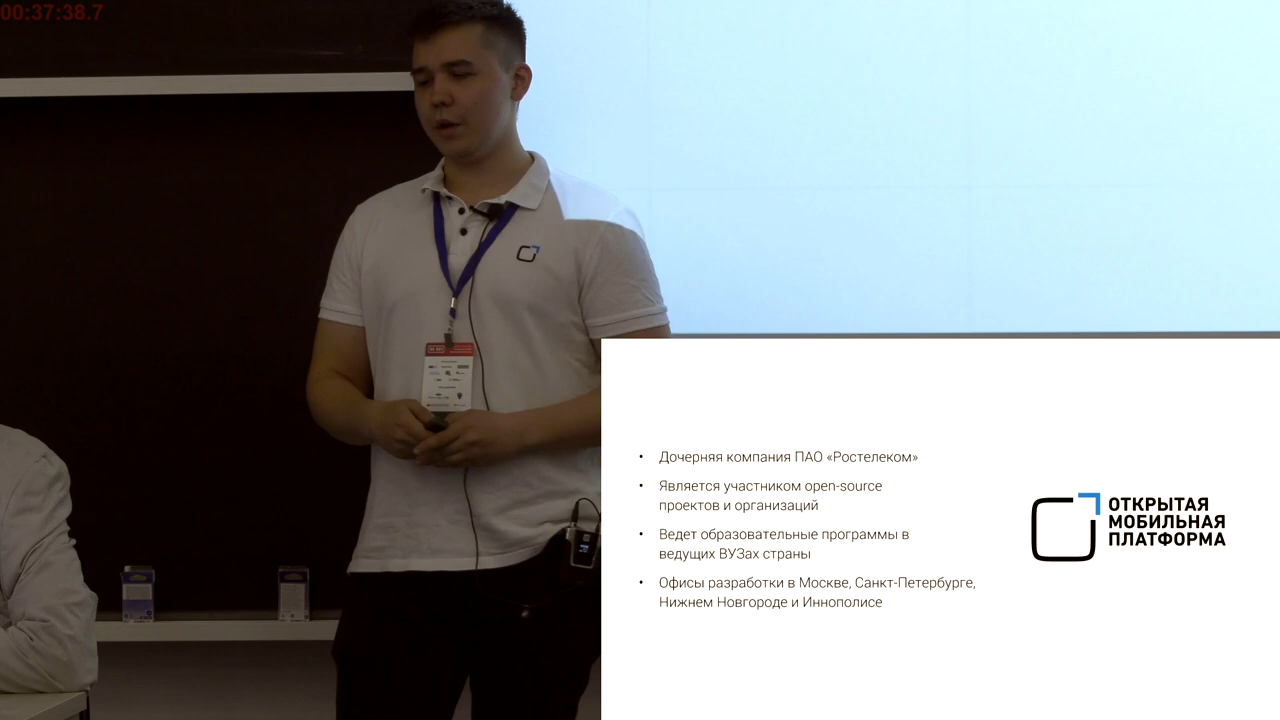 00:37:38.7
• Дочерняя компания ПАО «Ростелеком»
• Является участником open-source
проектов и организаций
• Ведет образовательные программы в
ведущих ВУЗах страны
• Офисы разработки в Москве, Санкт-Петербурге,
Нижнем Новгороде и Иннополисе
ОТКРЫТАЯ
МОБИЛЬНАЯ
ПЛАТФОРМА